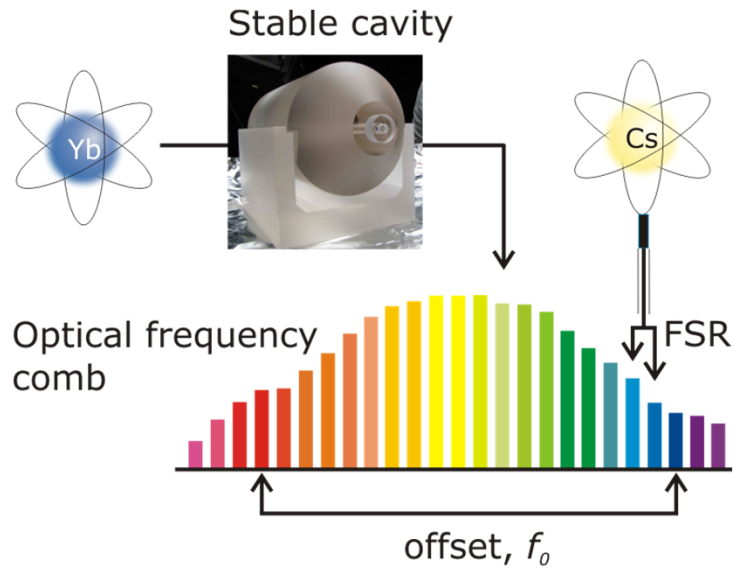 Stable cavity
Yb
Cs
Optical frequency
comb
FSR
offset, f₀